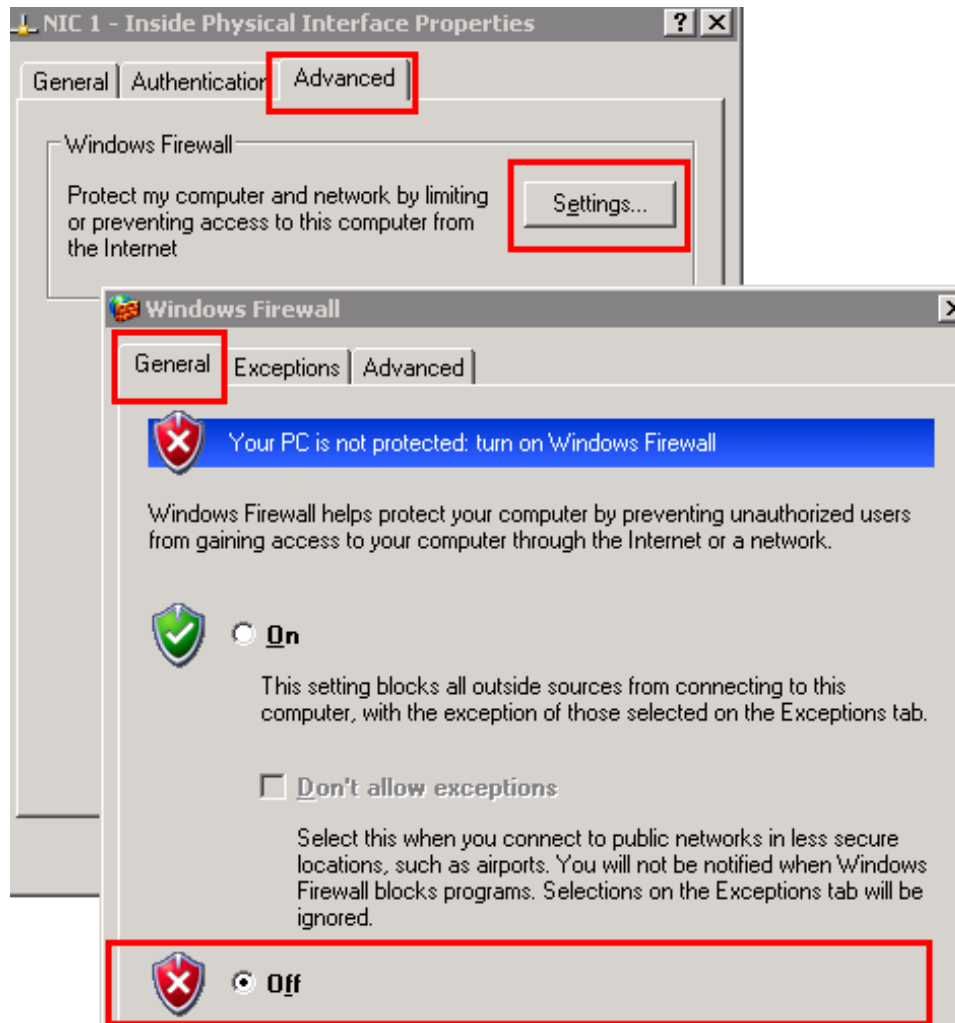 NIC 1 - Inside Physical Interface Properties
General Authentication Advanced
Windows Firewall
Protect my computer and network by limiting
or preventing access to this computer from
the Internet
Settings...
Windows Firewall
General Exceptions Advanced
Your PC is not protected: turn on Windows Firewall
Windows Firewall helps protect your computer by preventing unauthorized users
from gaining access to your computer through the Internet or a network.
On
This setting blocks all outside sources from connecting to this
computer, with the exception of those selected on the Exceptions tab.
Don't allow exceptions
Select this when you connect to public networks in less secure
locations, such as airports. You will not be notified when Windows
Firewall blocks programs. Selections on the Exceptions tab will be
ignored.
Off